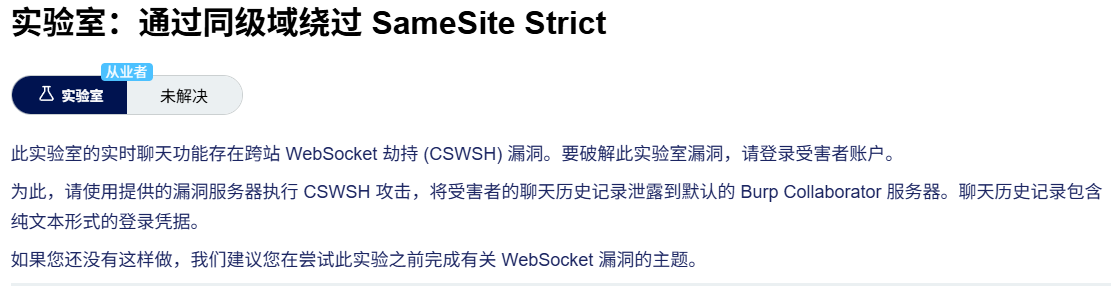 实验室：通过同级域绕过 SameSite Strict
从业者
实验室
未解决
此实验室的实时聊天功能存在跨站 WebSocket 劫持 (CSWSH) 漏洞。要破解此实验室漏洞，请登录受害者账户。
为此，请使用提供的漏洞服务器执行 CSWSH 攻击，将受害者的聊天历史记录泄露到默认的 Burp Collaborator 服务器。聊天历史记录包含
纯文本形式的登录凭据。
如果您还没有这样做，我们建议您在尝试此实验之前完成有关 WebSocket 漏洞的主题。